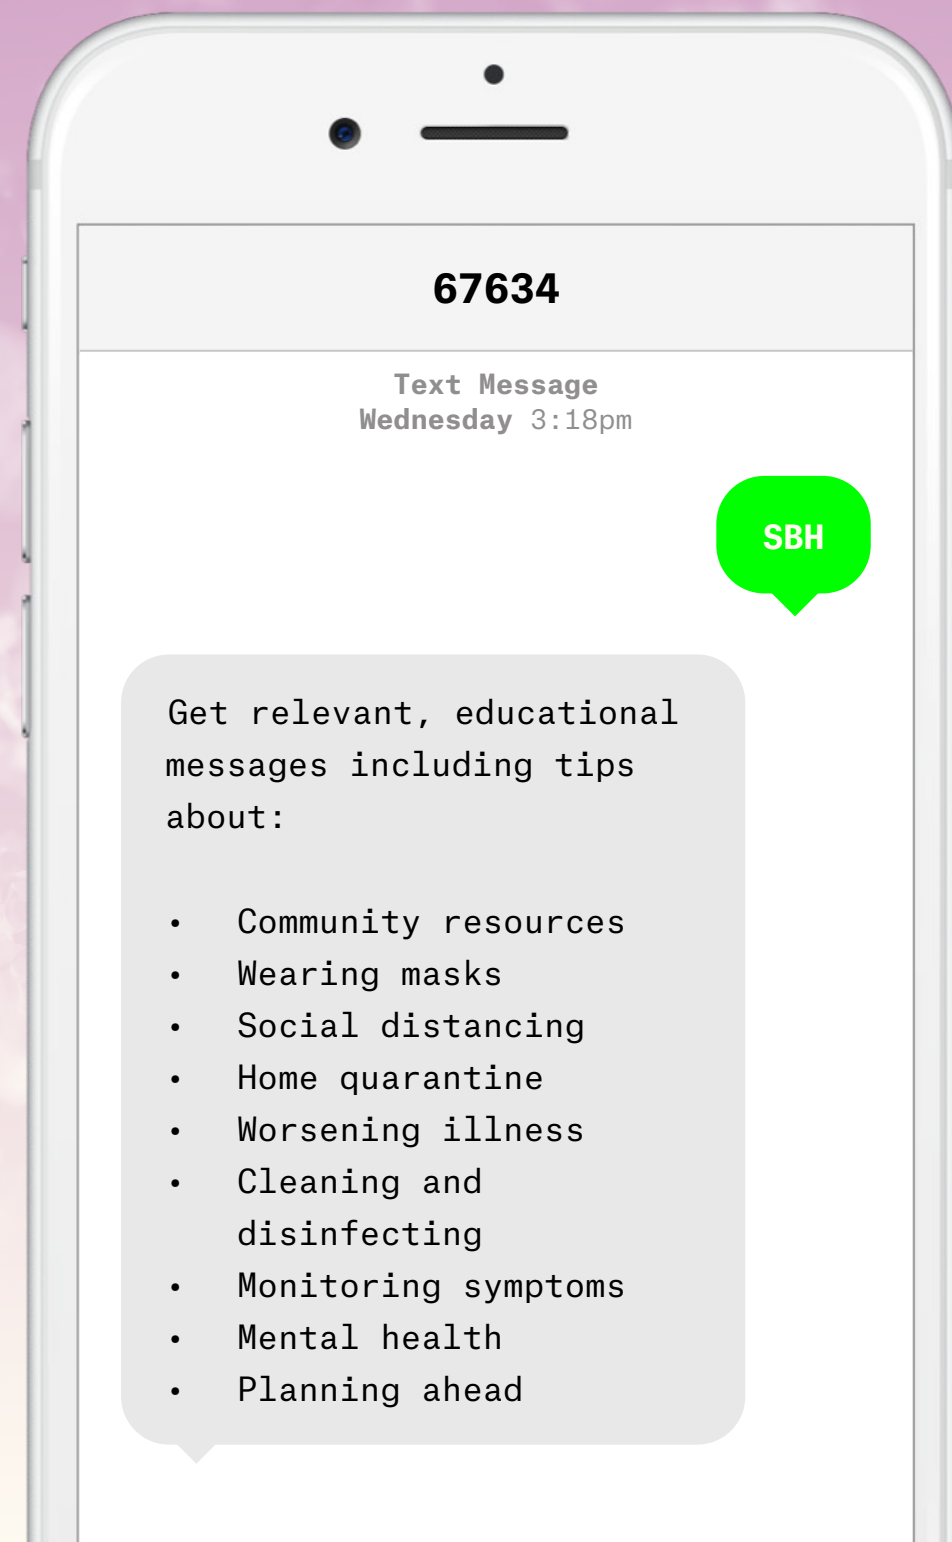 67634
Text Message
Wednesday 3:18pm
SBH
Get relevant, educational
messages including tips
about:
• Community resources
• Wearing masks
• Social distancing
• Home quarantine
• Worsening illness
• Cleaning and
disinfecting
• Monitoring symptoms
• Mental health
• Planning ahead